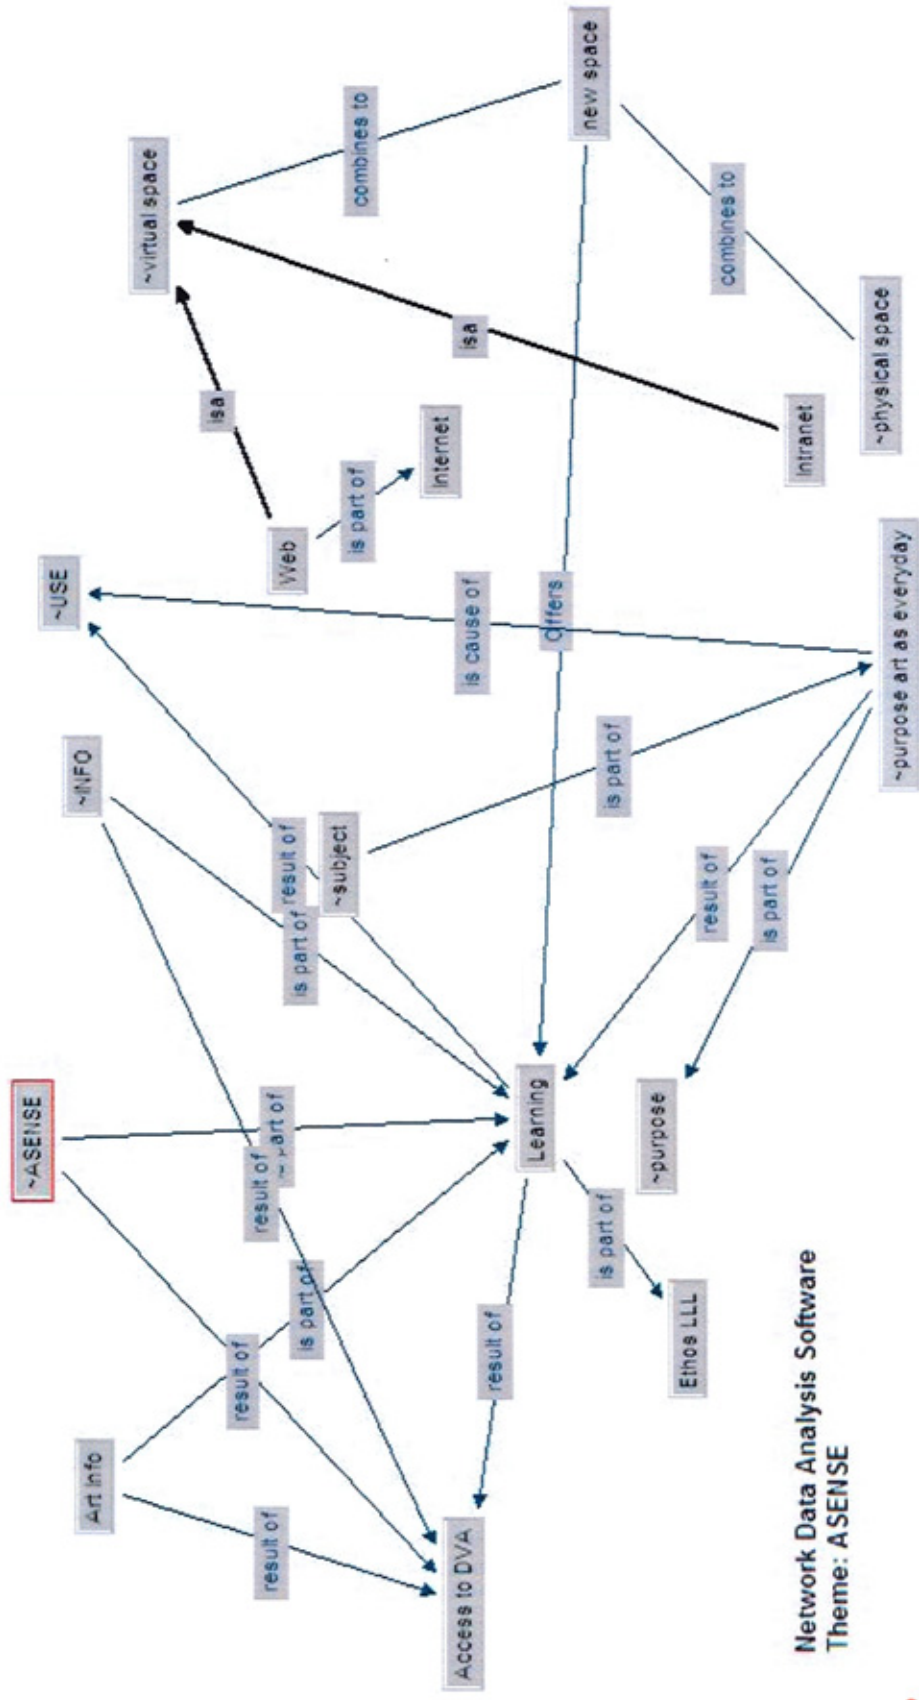 ~ASENSE
~USE
~INFO
Art Info
~virtual space
isa
result of
result of
result of
part of
result of
Web
is part of
is part of
~subject
is part of
combines to
Internet
Access to DVA
isa
is cause of
result of
Learning
Offers
new space
is part of
is part of
~purpose
Ethos LLL
result of
combines to
is part of
Intranet
~physical space
~purpose art as everyday
Network Data Analysis Software
Theme: ASENSE